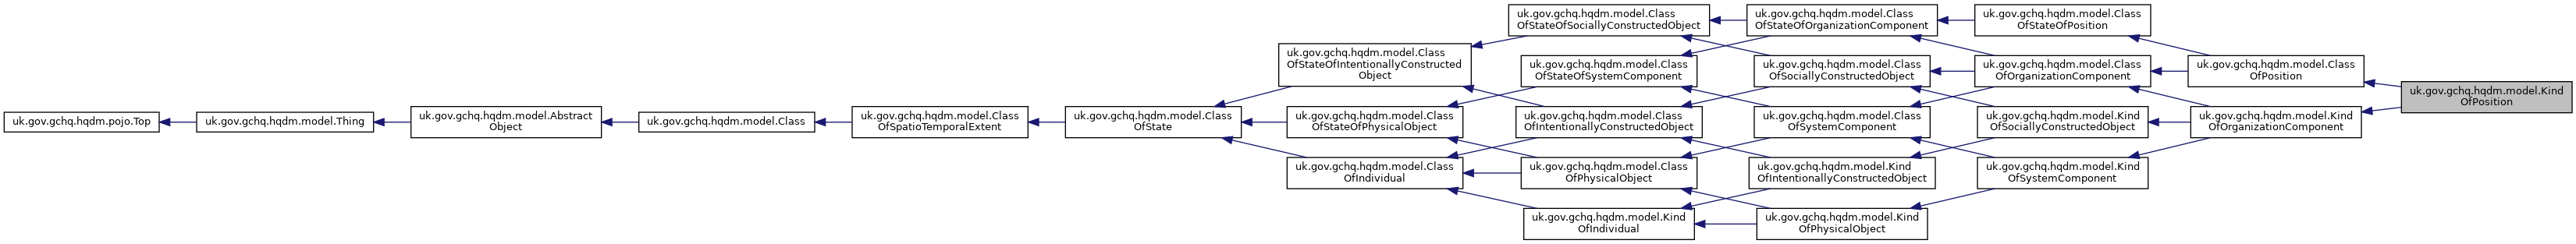 uk.gov.gchq.hqdm.pojo.Top
uk.gov.gchq.hqdm.model.Thing
uk.gov.gchq.hqdm.model.Abstract
Object
uk.gov.gchq.hqdm.model.Class
uk.gov.gchq.hqdm.model.Class
OfSpatioTemporalExtent
uk.gov.gchq.hqdm.model.Class
OfState
uk.gov.gchq.hqdm.model.Class
OfStateOfIntentionallyConstructed
Object
uk.gov.gchq.hqdm.model.Class
OfStateOfPhysicalObject
uk.gov.gchq.hqdm.model.Class
OfIndividual
uk.gov.gchq.hqdm.model.Class
OfStateOfSociallyConstructedObject
uk.gov.gchq.hqdm.model.Class
OfStateOfSystemComponent
uk.gov.gchq.hqdm.model.Class
OfIntentionallyConstructedObject
uk.gov.gchq.hqdm.model.Class
OfPhysicalObject
uk.gov.gchq.hqdm.model.Kind
OfIndividual
uk.gov.gchq.hqdm.model.Class
OfStateOfOrganizationComponent
uk.gov.gchq.hqdm.model.Class
OfSociallyConstructedObject
uk.gov.gchq.hqdm.model.Class
OfSystemComponent
uk.gov.gchq.hqdm.model.Kind
OfIntentionallyConstructedObject
uk.gov.gchq.hqdm.model.Kind
OfPhysicalObject
uk.gov.gchq.hqdm.model.Class
OfStateOfPosition
uk.gov.gchq.hqdm.model.Class
OfOrganizationComponent
uk.gov.gchq.hqdm.model.Kind
OfSociallyConstructedObject
uk.gov.gchq.hqdm.model.Kind
OfSystemComponent
uk.gov.gchq.hqdm.model.Class
OfPosition
uk.gov.gchq.hqdm.model.Kind
OfOrganizationComponent
uk.gov.gchq.hqdm.model.Kind
OfPosition